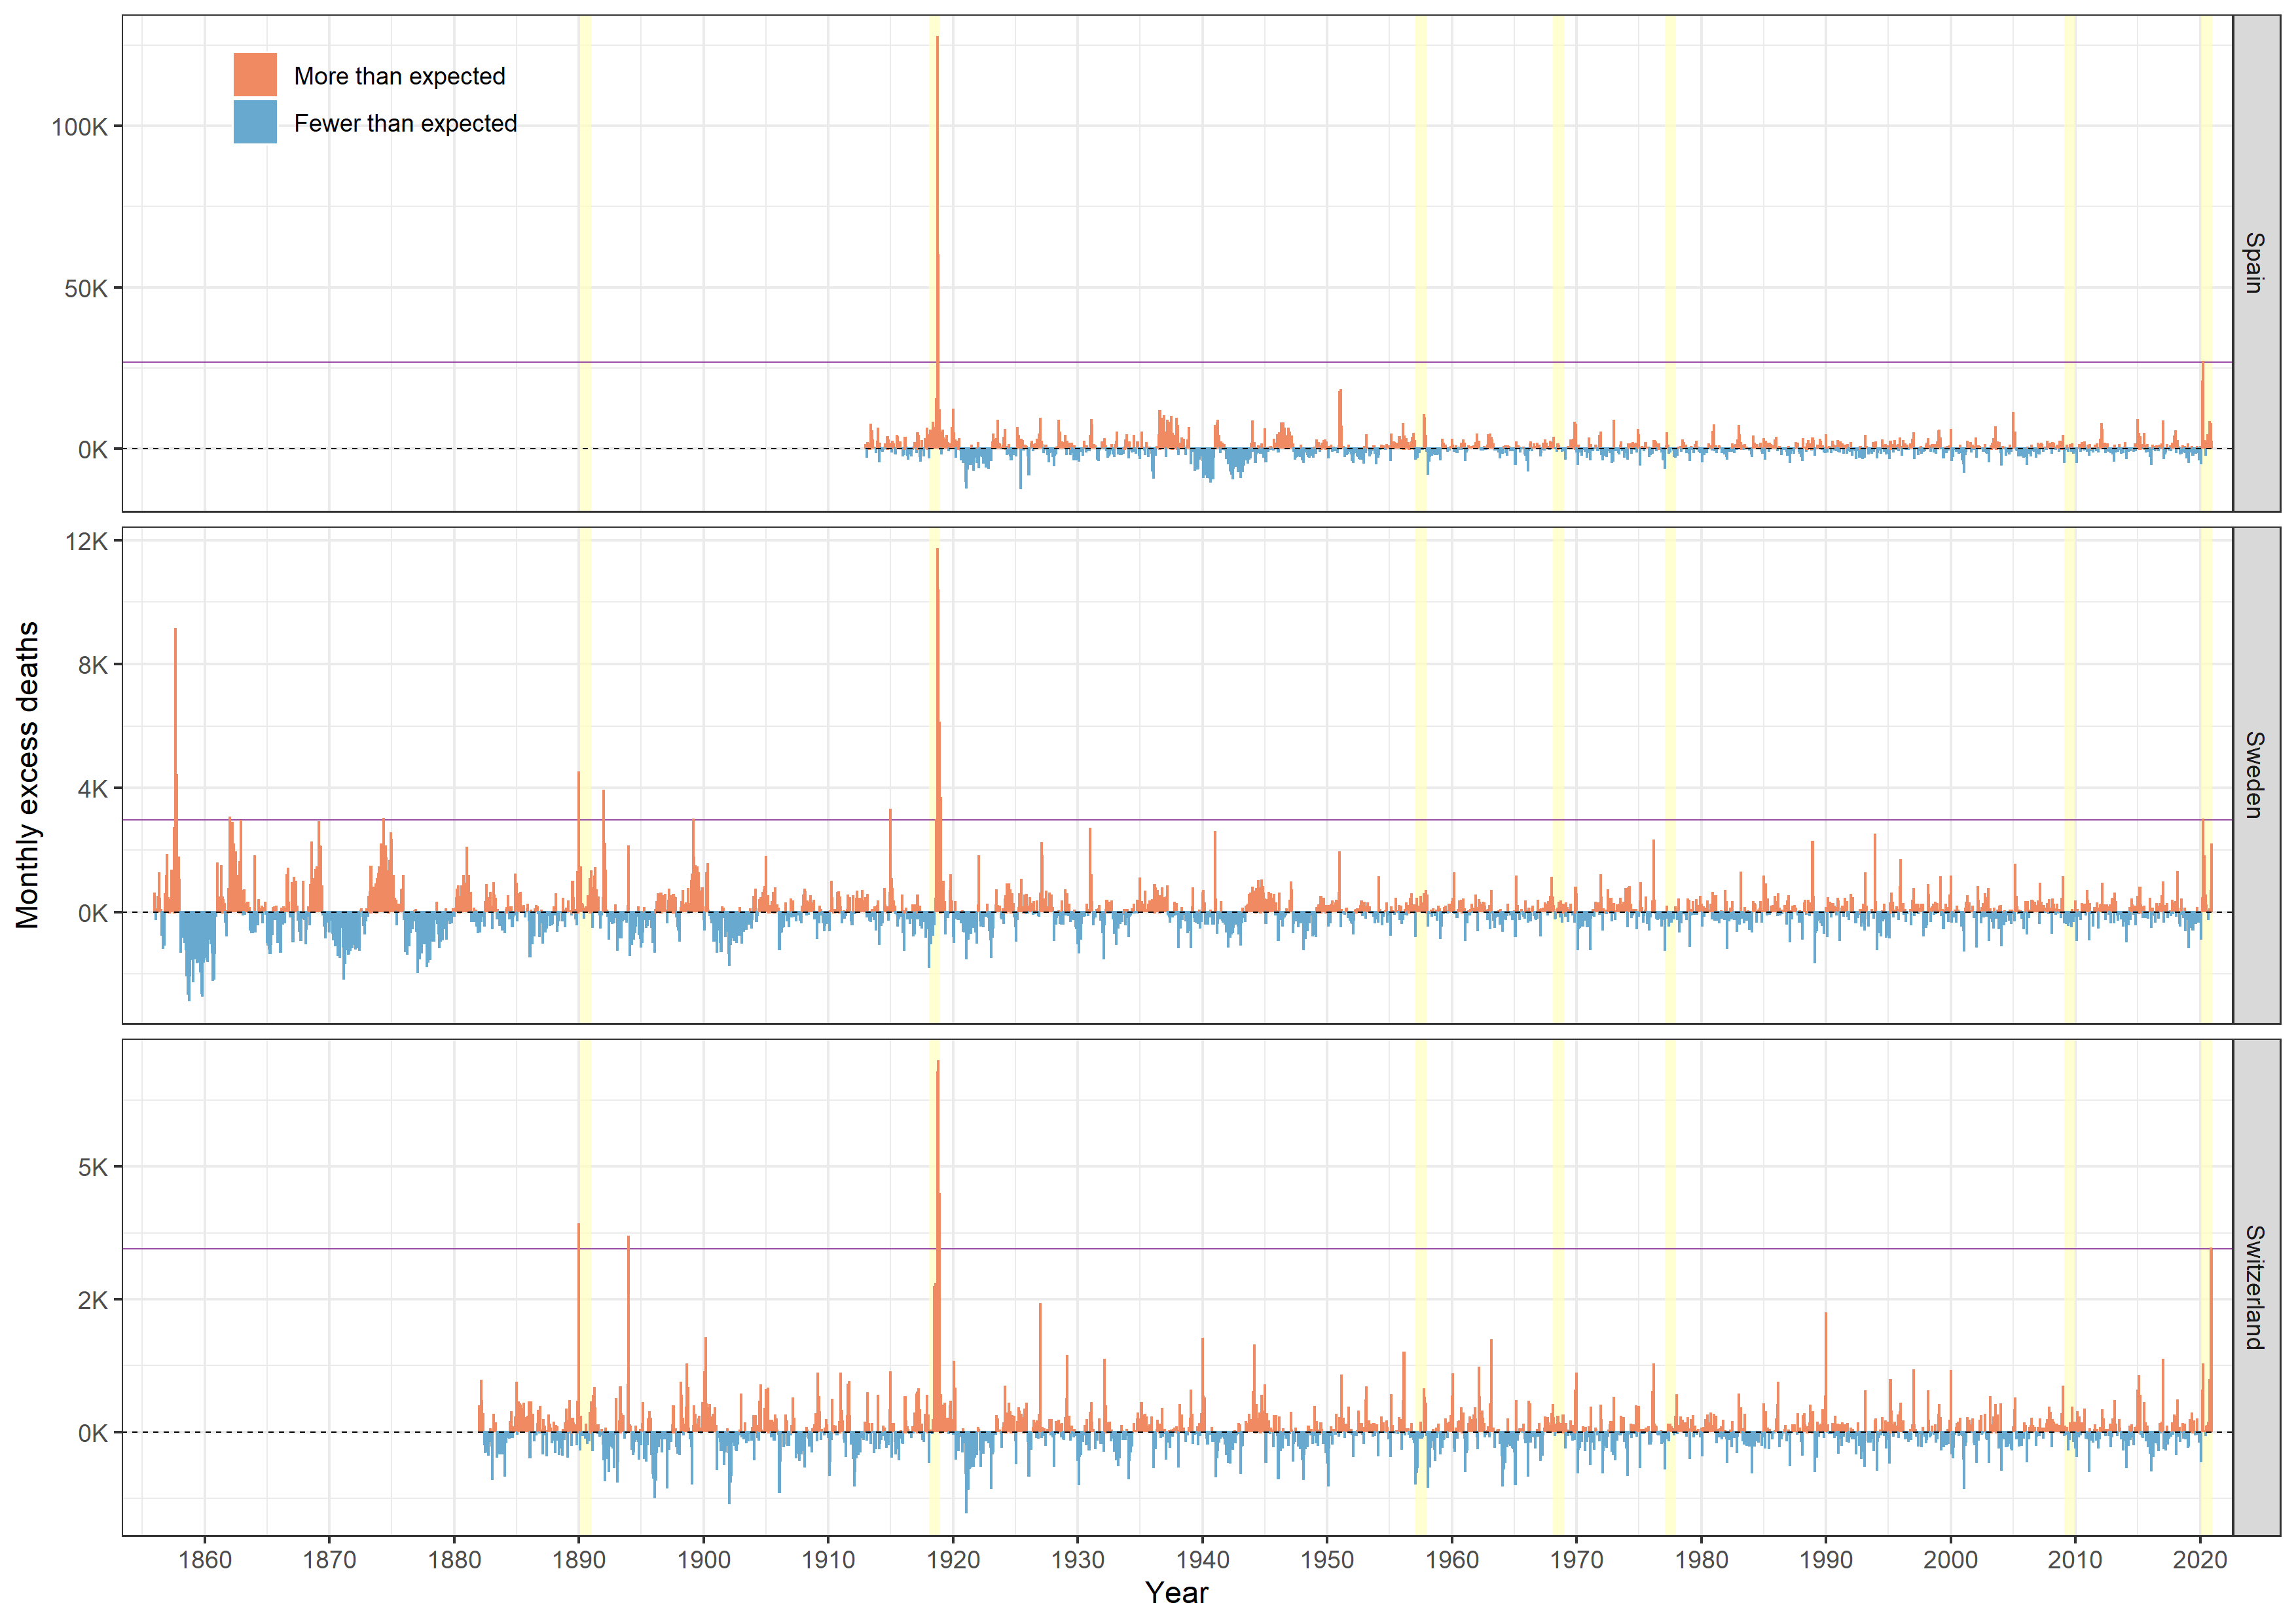 More than expected
Fewer than expected
100K
50K
0K
Spain
12K
8K
4K
0K
Sweden
Monthly excess deaths
5K
2K
0K
Switzerland
1860 1870 1880 1890 1900 1910 1920 1930 1940 1950 1960 1970 1980 1990 2000 2010 2020
Year